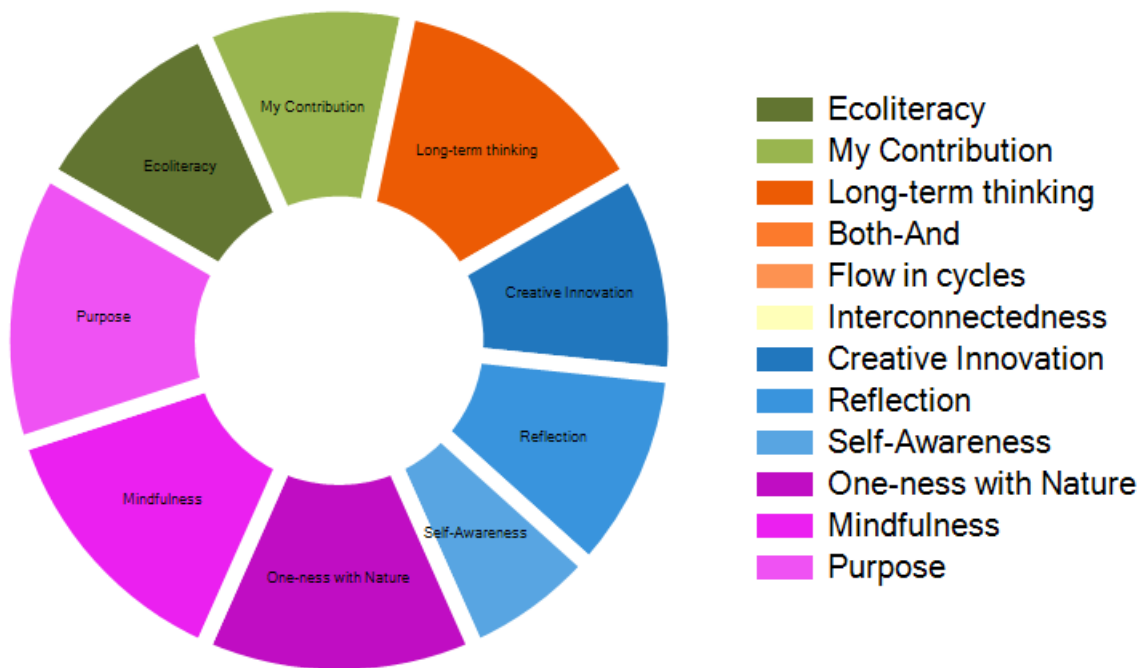 My Contribution
Long-term thinking
Ecoliteracy
Creative Innovation
Purpose
Reflection
Mindfulness
Self-Awareness
One-ness with Nature
Ecoliteracy
My Contribution
Long-term thinking
Both-And
Flow in cycles
Interconnectedness
Creative Innovation
Reflection
Self-Awareness
One-ness with Nature
Mindfulness
Purpose